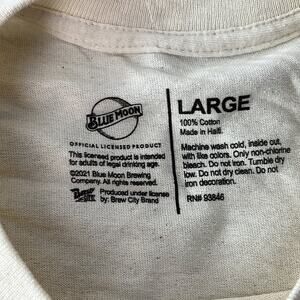 BLUE MOON
OFFICIAL LICENSED PRODUCT
This licensed product is intended
for adults of legal drinking age.
©2021 Blue Moon Brewing
Company. All rights reserved.
Produced under license
by: Brew City Brand
LARGE
100% Cotton
Made in Haiti.
Machine wash cold, inside out,
with like colors. Only non-chlorine
bleach. Do not iron. Tumble dry
low. Do not dry clean. Do not
iron decoration.
RN# 93846